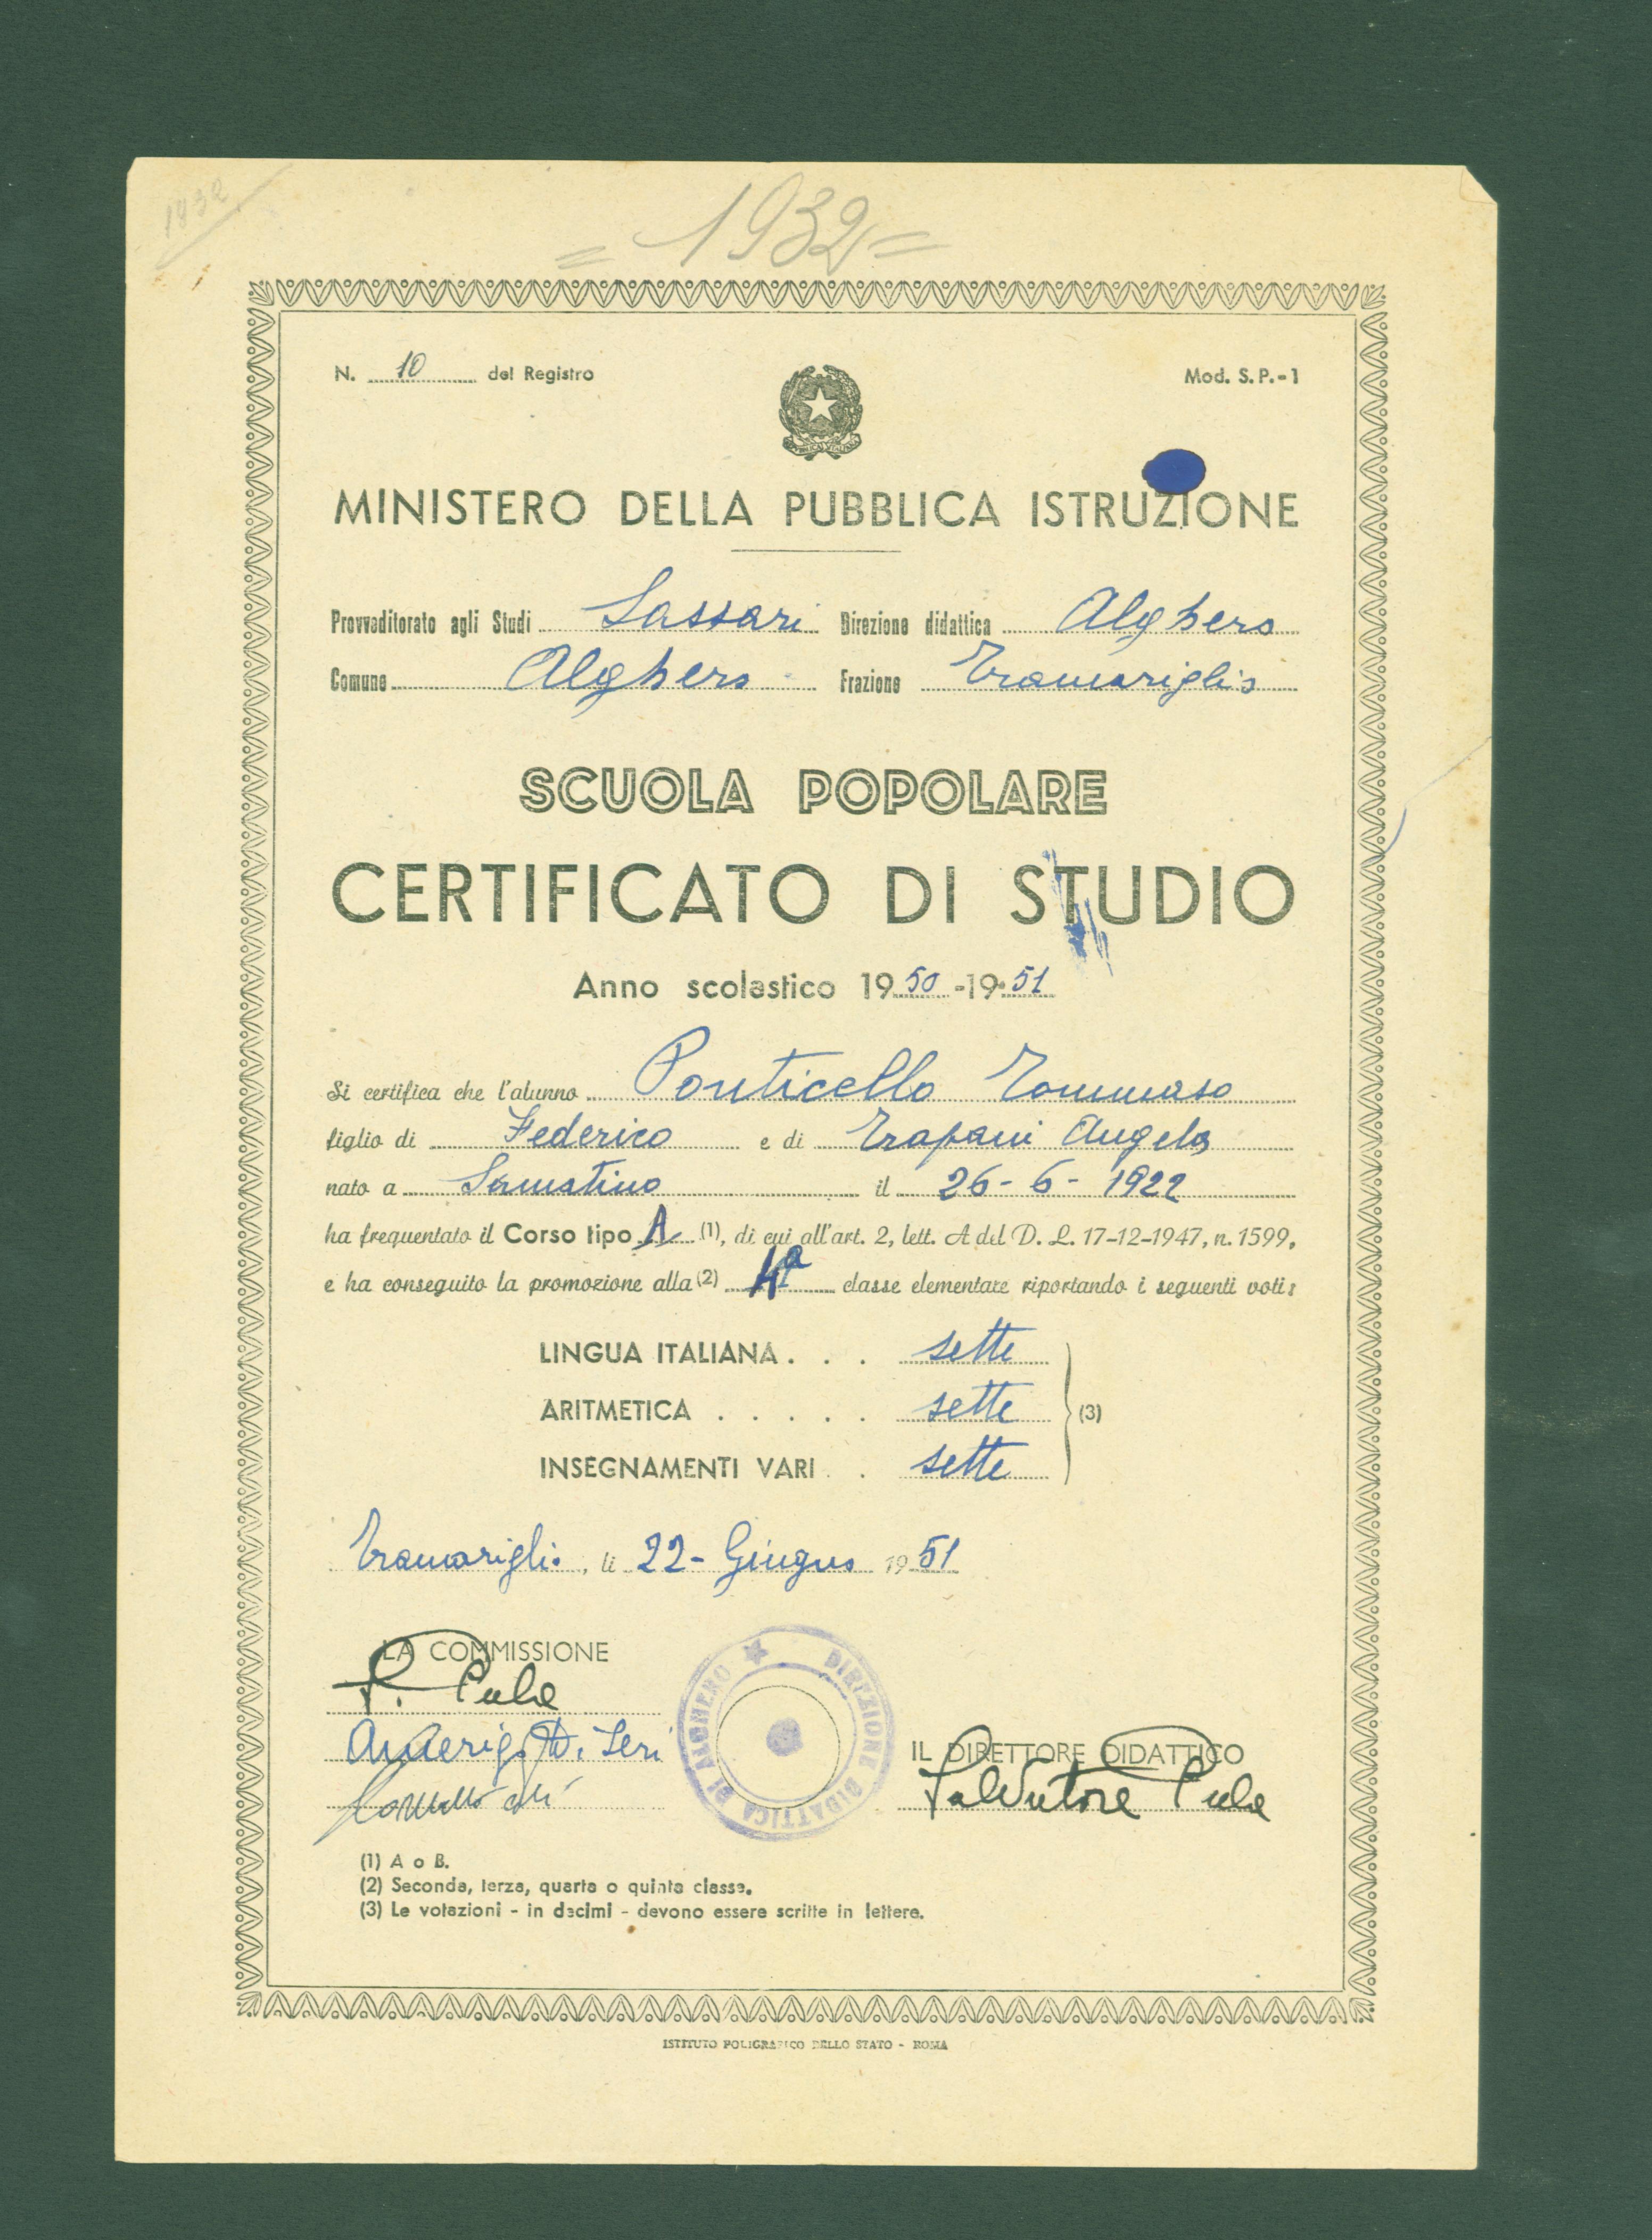 1932
= 1932 =
N. 10 del Registro
Mod. S. P. - 1
MINISTERO DELLA PUBBLICA ISTRUZIONE
Provveditorato agli Studi Sassari Direzione didattica Alghero
Comune Alghero Frazione Tramariglio
SCUOLA POPOLARE
CERTIFICATO DI STUDIO
Anno scolastico 1950-1951
Si certifica che l'alunno Ponticello Tommaso
figlio di Federico e di Trapani Angela
nato a Sommatino il 26-6-1922
ha frequentato il Corso tipo A (1), di cui all'art. 2, lett. A del D. L. 17-12-1947, n. 1599,
e ha conseguito la promozione alla (2) 4ª classe elementare riportando i seguenti voti:
LINGUA ITALIANA . . . sette
ARITMETICA . . . . . sette
INSEGNAMENTI VARI . . sette
(3)
Tramariglio, li 22- Giugno 1951
LA COMMISSIONE
DIREZIONE DIDATTICA DI ALGHERO
IL DIRETTORE DIDATTICO
Salvatore
(1) A o B.
(2) Seconda, terza, quarta o quinta classe.
(3) Le votazioni - in decimi - devono essere scritte in lettere.
ISTITUTO POLIGRAFICO DELLO STATO - ROMA